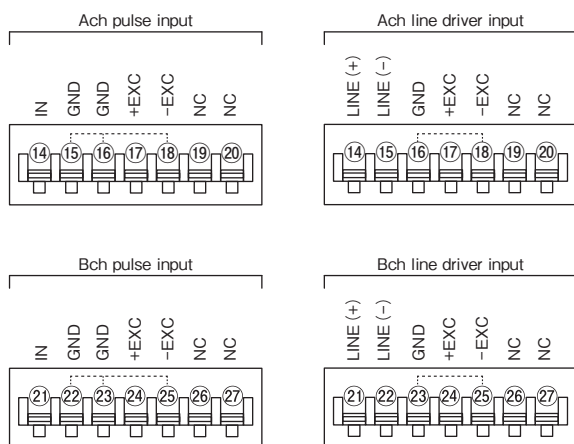 Ach pulse input
IN GND GND +EXC −EXC NC NC
14 15 16 17 18 19 20
Ach line driver input
LINE (+) LINE (−) GND +EXC −EXC NC NC
14 15 16 17 18 19 20
Bch pulse input
IN GND GND +EXC −EXC NC NC
21 22 23 24 25 26 27
Bch line driver input
LINE (+) LINE (−) GND +EXC −EXC NC NC
21 22 23 24 25 26 27